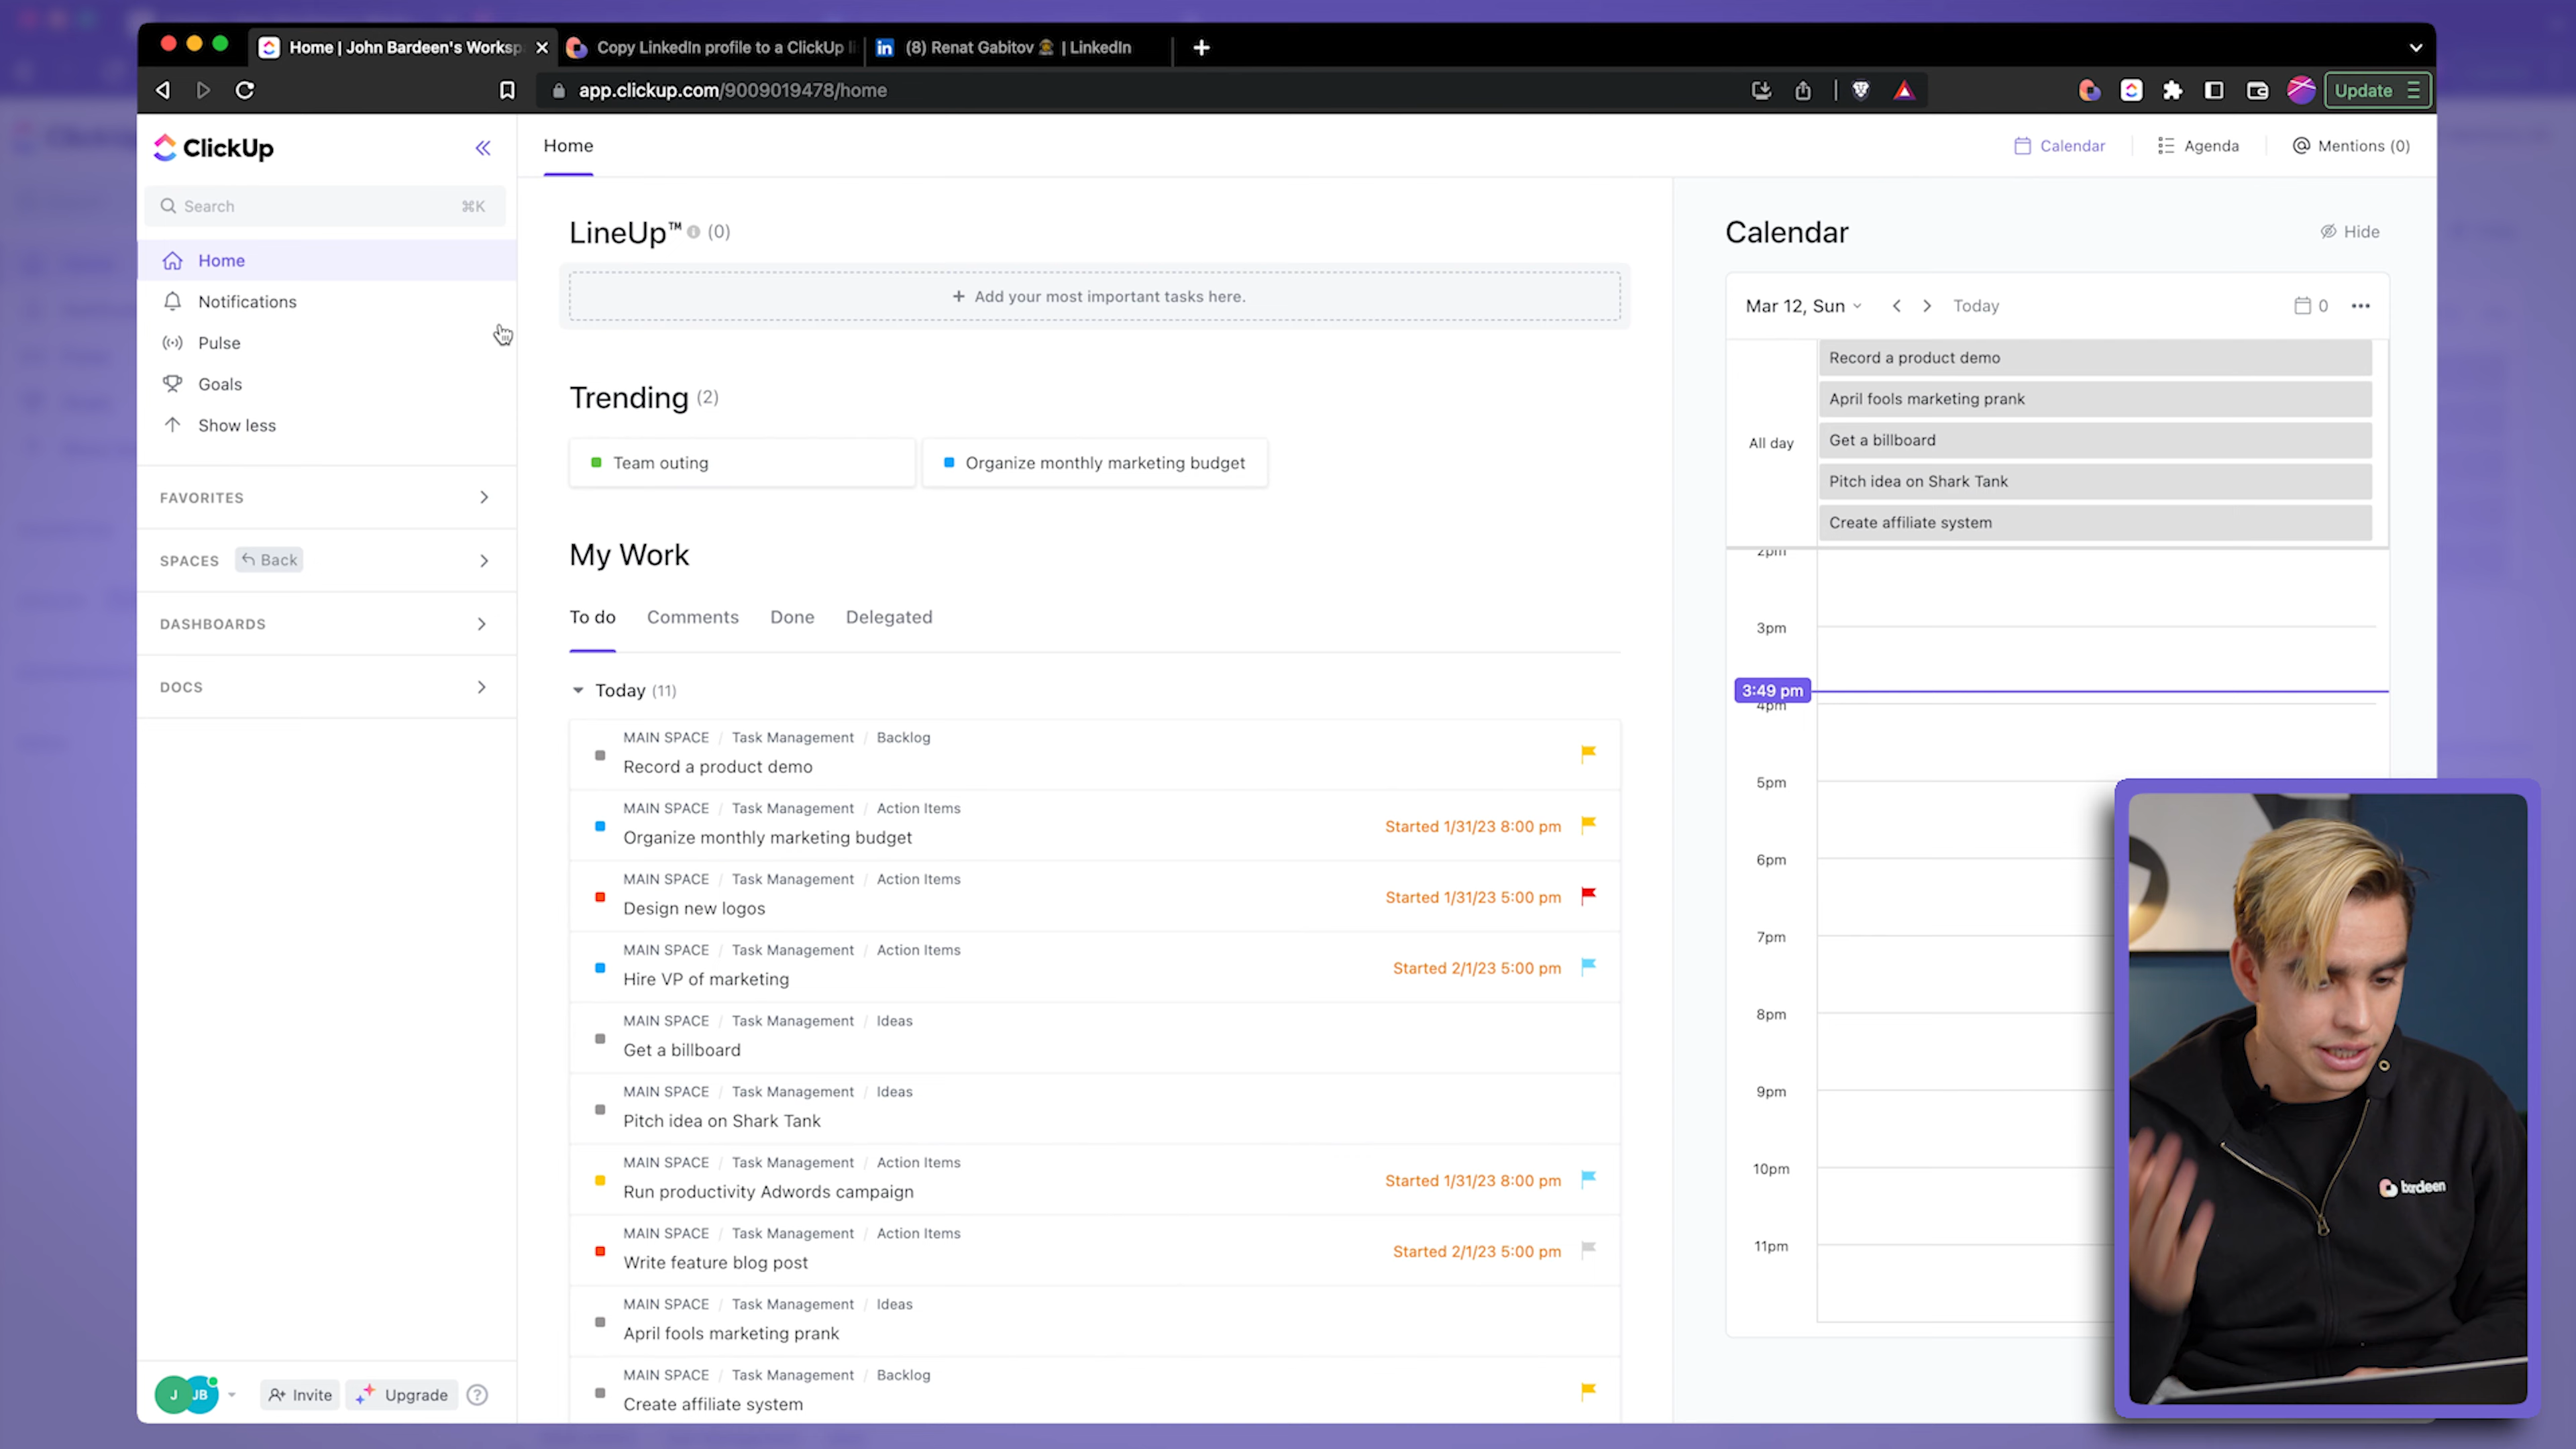 Home | John Bardeen's Worksp
Copy LinkedIn profile to a ClickUp li
(8) Renat Gabitov 👨‍🚀 | LinkedIn
app.clickup.com/9009019478/home
Update
ClickUp
Search ⌘K
Home
Notifications
Pulse
Goals
Show less
FAVORITES
SPACES Back
DASHBOARDS
DOCS
J JB
Invite
Upgrade
?
Home
Calendar
Agenda
Mentions (0)
LineUp™ (0)
+ Add your most important tasks here.
Trending (2)
Team outing
Organize monthly marketing budget
My Work
To do Comments Done Delegated
Today (11)
MAIN SPACE / Task Management / Backlog
Record a product demo
MAIN SPACE / Task Management / Action Items
Organize monthly marketing budget
Started 1/31/23 8:00 pm
MAIN SPACE / Task Management / Action Items
Design new logos
Started 1/31/23 5:00 pm
MAIN SPACE / Task Management / Action Items
Hire VP of marketing
Started 2/1/23 5:00 pm
MAIN SPACE / Task Management / Ideas
Get a billboard
MAIN SPACE / Task Management / Ideas
Pitch idea on Shark Tank
MAIN SPACE / Task Management / Action Items
Run productivity Adwords campaign
Started 1/31/23 8:00 pm
MAIN SPACE / Task Management / Action Items
Write feature blog post
Started 2/1/23 5:00 pm
MAIN SPACE / Task Management / Ideas
April fools marketing prank
MAIN SPACE / Task Management / Backlog
Create affiliate system
Calendar
Hide
Mar 12, Sun
Today
0
All day
Record a product demo
April fools marketing prank
Get a billboard
Pitch idea on Shark Tank
Create affiliate system
2pm
3pm
3:49 pm
4pm
5pm
6pm
7pm
8pm
9pm
10pm
11pm
bardeen